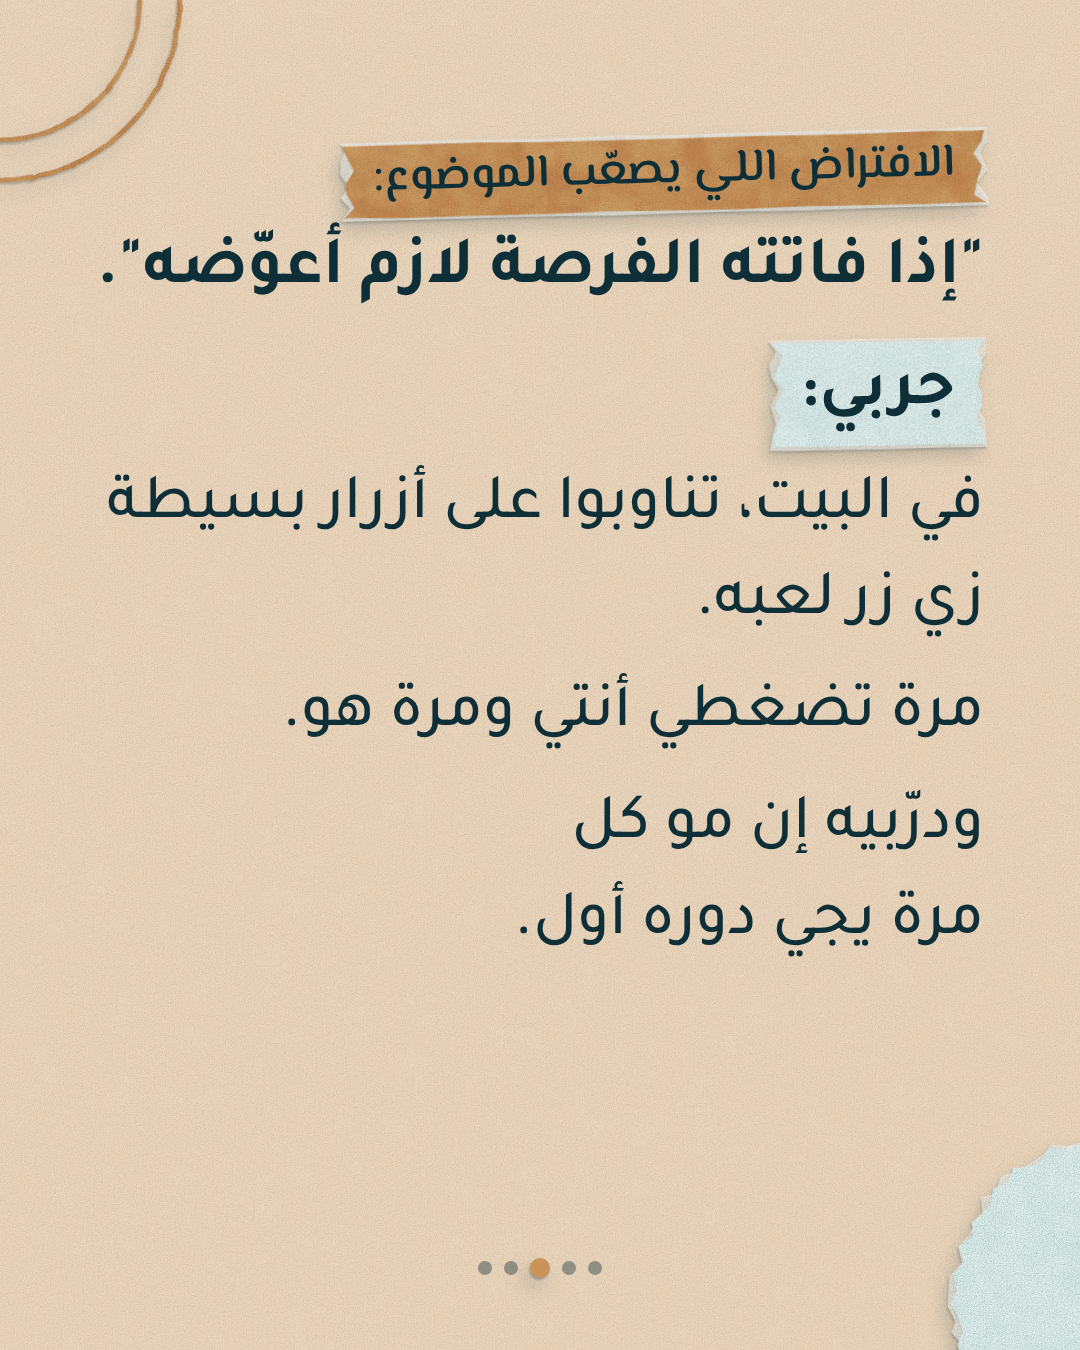 الافتراض اللي يصعّب الموضوع:
"إذا فاتته الفرصة لازم أعوّضه".
جربي:
في البيت، تناوبوا على أزرار بسيطة
زي زر لعبه.
مرة تضغطي أنتي ومرة هو.
ودرّبيه إن مو كل
مرة يجي دوره أول.